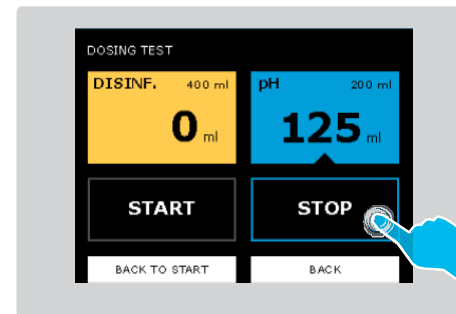 DOSING TEST
DISINF. 400 ml
0 ml
pH 200 ml
125 ml
START
STOP
BACK TO START
BACK